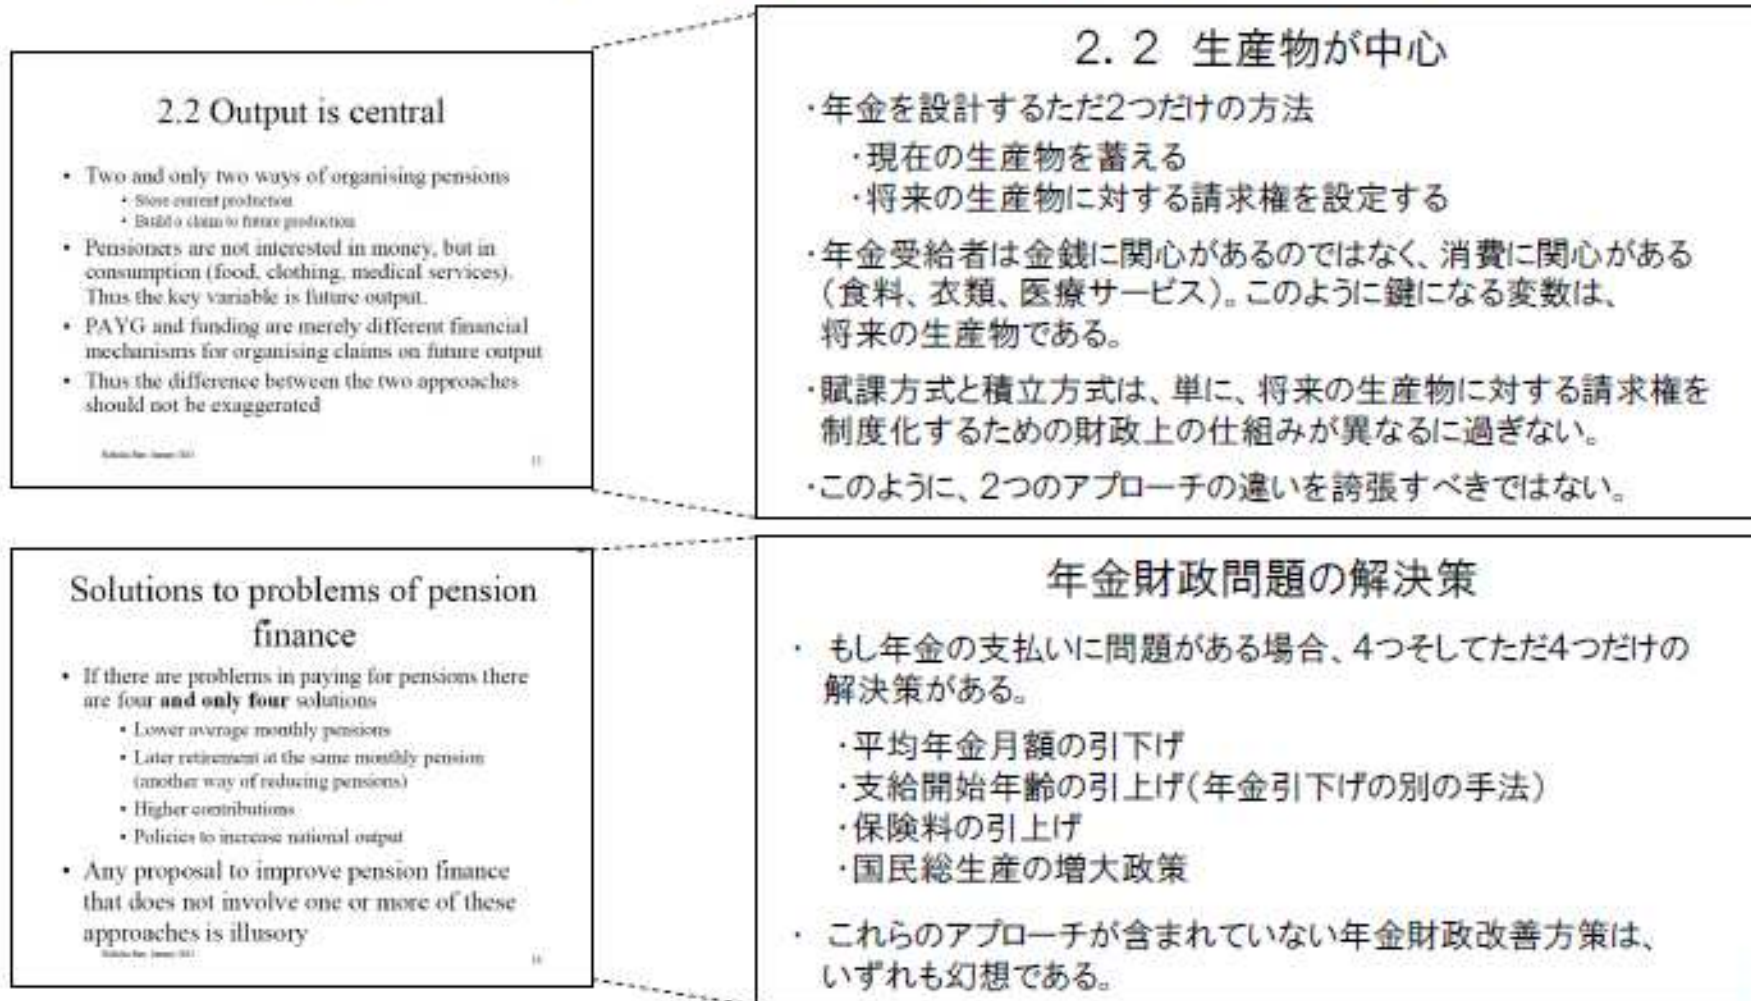 2.2 Output is central
• Two and only two ways of organising pensions
• Store current production
• Build a claim to future production
• Pensioners are not interested in money, but in
consumption (food, clothing, medical services).
Thus the key variable is future output.
• PAYG and funding are merely different financial
mechanisms for organising claims on future output
• Thus the difference between the two approaches
should not be exaggerated
2.2 生産物が中心
・年金を設計するただ2つだけの方法
・現在の生産物を蓄える
・将来の生産物に対する請求権を設定する
・年金受給者は金銭に関心があるのではなく、消費に関心がある
(食料、衣類、医療サービス)。このように鍵になる変数は、
将来の生産物である。
・賦課方式と積立方式は、単に、将来の生産物に対する請求権を
制度化するための財政上の仕組みが異なるに過ぎない。
・このように、2つのアプローチの違いを誇張すべきではない。
Solutions to problems of pension
finance
• If there are problems in paying for pensions there
are four and only four solutions
• Lower average monthly pensions
• Later retirement at the same monthly pension
(another way of reducing pensions)
• Higher contributions
• Policies to increase national output
• Any proposal to improve pension finance
that does not involve one or more of these
approaches is illusory
年金財政問題の解決策
・ もし年金の支払いに問題がある場合、4つそしてただ4つだけの
解決策がある。
・平均年金月額の引下げ
・支給開始年齢の引上げ(年金引下げの別の手法)
・保険料の引上げ
・国民総生産の増大政策
・ これらのアプローチが含まれていない年金財政改善方策は、
いずれも幻想である。